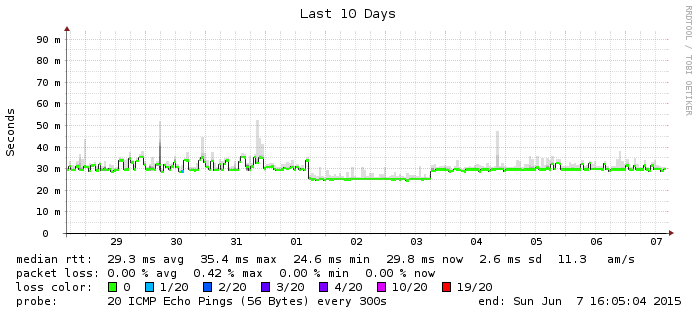 Last 10 Days
RRDTOOL / TOBI OETIKER
Seconds
90 m
80 m
70 m
60 m
50 m
40 m
30 m
20 m
10 m
0
29 30 31 01 02 03 04 05 06 07
median rtt: 29.3 ms avg 35.4 ms max 24.6 ms min 29.8 ms now 2.6 ms sd 11.3 am/s
packet loss: 0.00 % avg 0.42 % max 0.00 % min 0.00 % now
loss color: 0 1/20 2/20 3/20 4/20 10/20 19/20
probe: 20 ICMP Echo Pings (56 Bytes) every 300s end: Sun Jun 7 16:05:04 2015